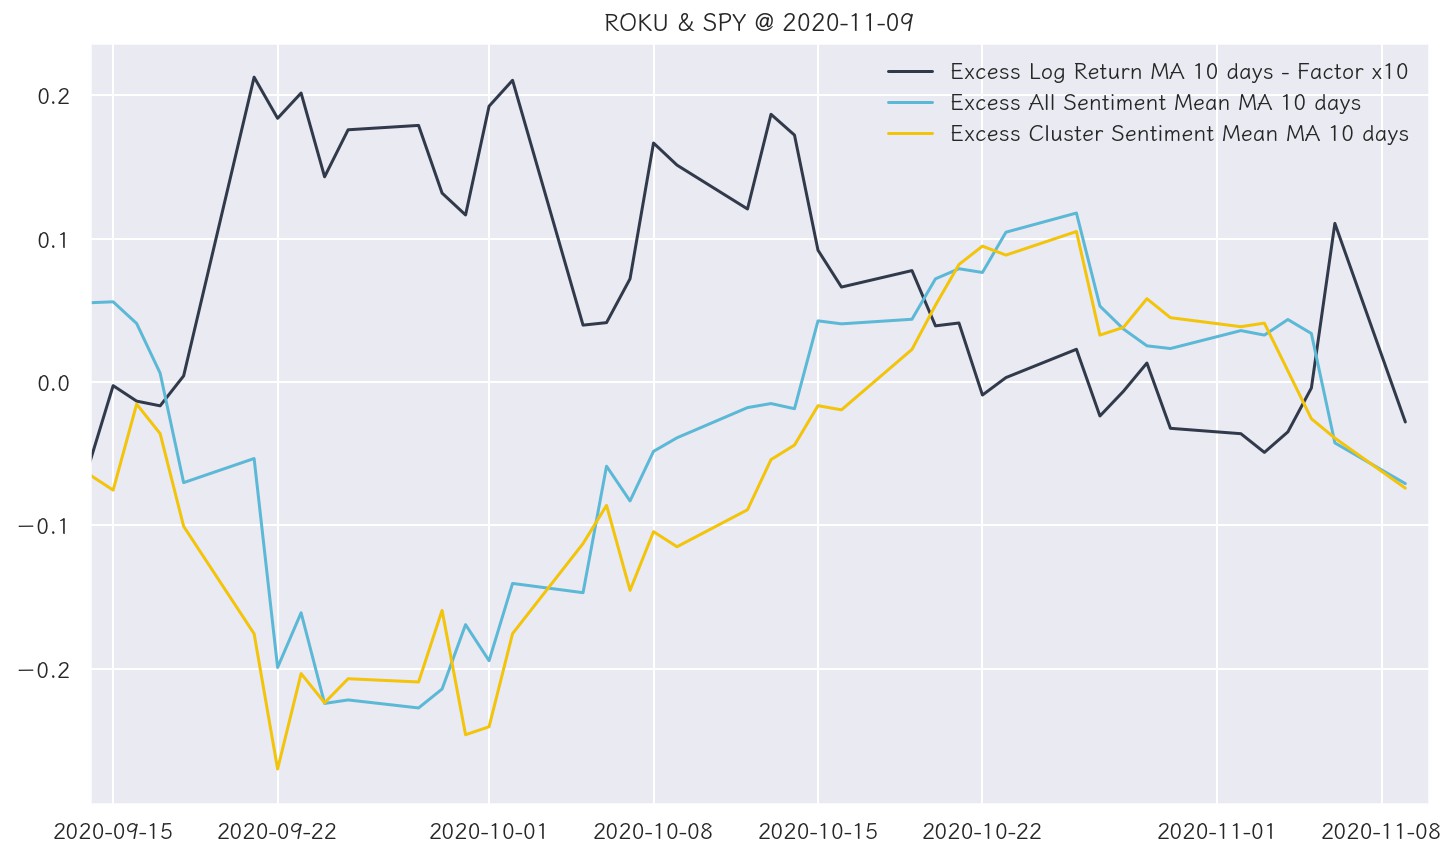 ROKU & SPY @ 2020-11-09
Excess Log Return MA 10 days - Factor x10
Excess All Sentiment Mean MA 10 days
Excess Cluster Sentiment Mean MA 10 days
0.2
0.1
0.0
−0.1
−0.2
2020-09-15 2020-09-22 2020-10-01 2020-10-08 2020-10-15 2020-10-22 2020-11-01 2020-11-08